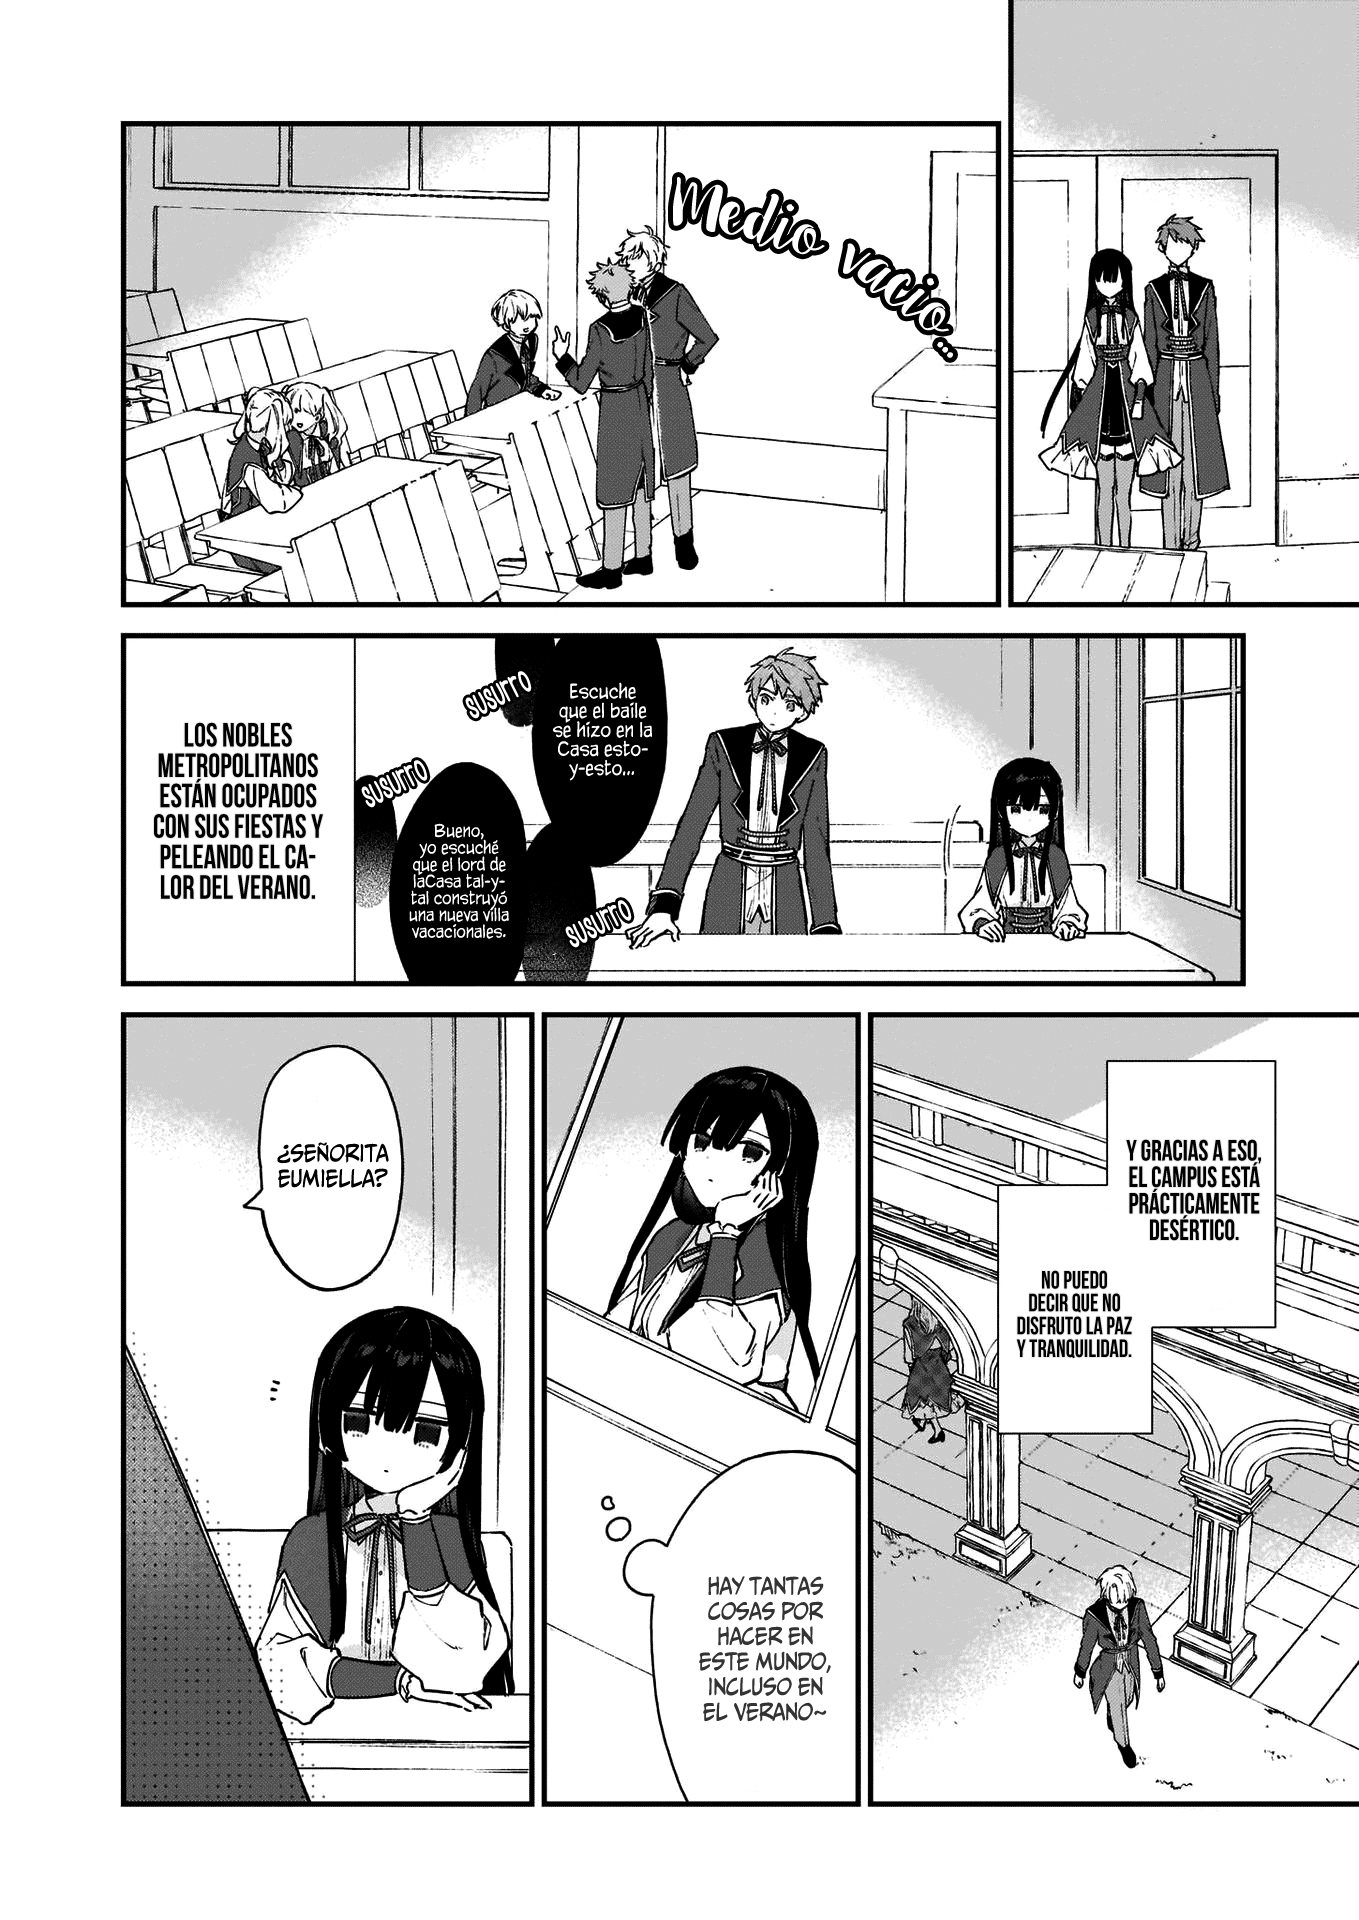 Medio vacio...
Escuche
que el baile
se hizo en la
Casa esto-
y-esto...
susurro
susurro
Bueno,
yo escuché
que el lord de
laCasa tal-y-
tal construyó
una nueva villa
vacacionales.
susurro
LOS NOBLES
METROPOLITANOS
ESTÁN OCUPADOS
CON SUS FIESTAS Y
PELEANDO EL CA-
LOR DEL VERANO.
Y GRACIAS A ESO,
EL CAMPUS ESTÁ
PRÁCTICAMENTE
DESÉRTICO.
NO PUEDO
DECIR QUE NO
DISFRUTO LA PAZ
Y TRANQUILIDAD.
HAY TANTAS
COSAS POR
HACER EN
ESTE MUNDO,
INCLUSO EN
EL VERANO~
¿SEÑORITA
EUMIELLA?